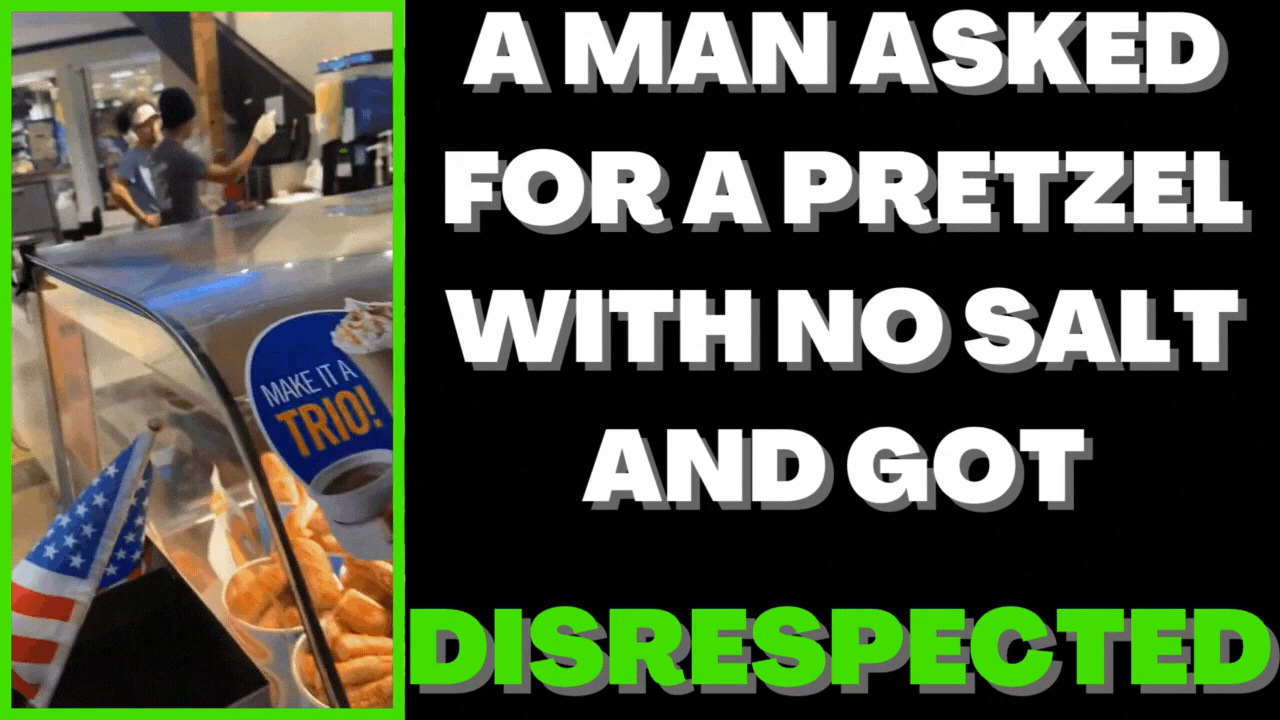 A MAN ASKED
FOR A PRETZEL
WITH NO SALT
AND GOT
DISRESPECTED
MAKE IT A
TRIO!